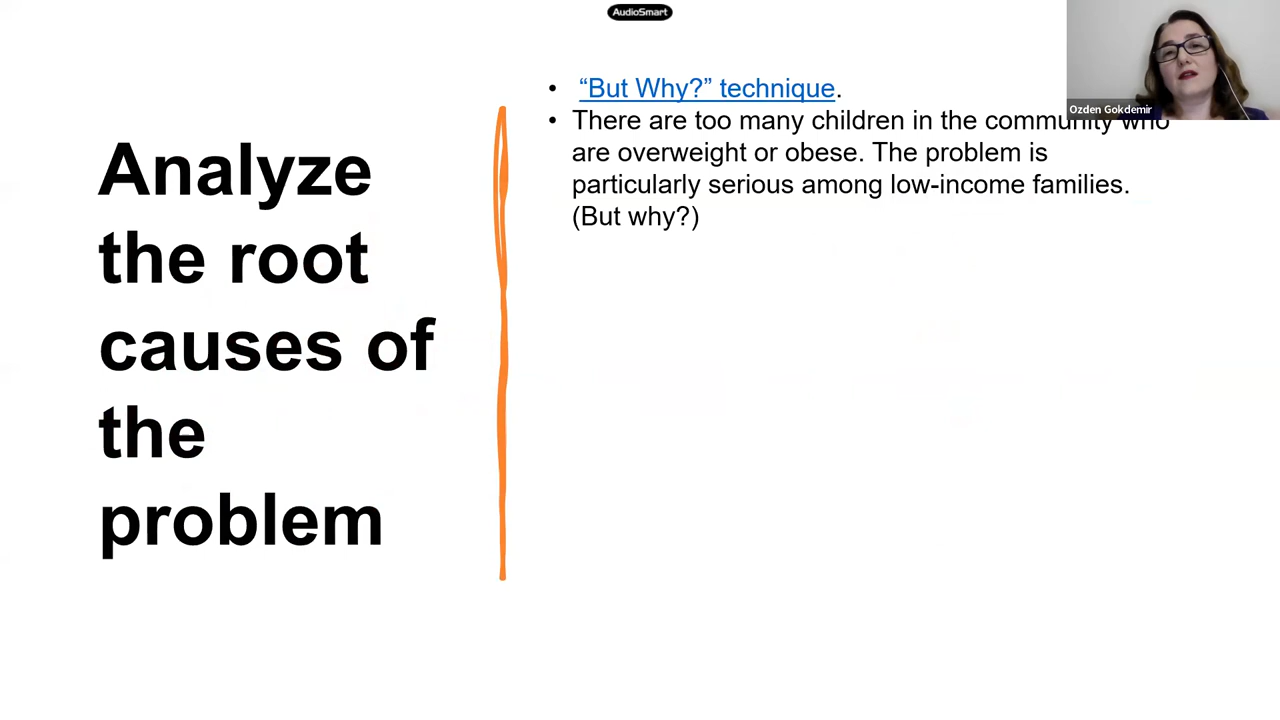 AudioSmart
Ozden Gokdemir
Analyze
the root
causes of
the
problem
• “But Why?” technique.
• There are too many children in the community who
are overweight or obese. The problem is
particularly serious among low-income families.
(But why?)